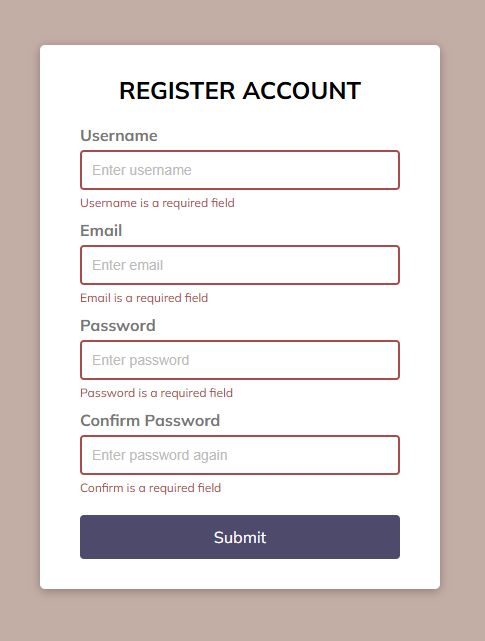 REGISTER ACCOUNT
Username
Enter username
Username is a required field
Email
Enter email
Email is a required field
Password
Enter password
Password is a required field
Confirm Password
Enter password again
Confirm is a required field
Submit